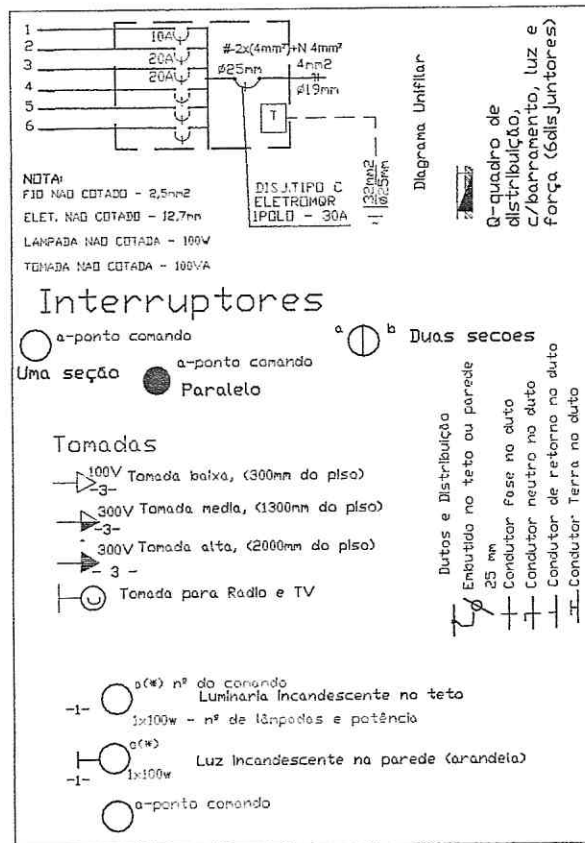 1
2
3
4
5
6
10A
20A
20A
#-2x(4mm²)+N 4mm²
4mm2
ø25mm
ø19mm
T
32mm2
ø25mm
DISJ.TIPO C
ELETROMQR
1POLO - 30A
Diagrama Unifilar
Q-quadro de
distribuição,
c/barramento, luz e
força (6disjuntores)
NOTA:
FIO NAO COTADO - 2,5mm2
ELET. NAO COTADO - 12,7mm
LAMPADA NAO COTADA - 100W
TOMADA NAO COTADA - 100VA
Interruptores
a-ponto comando
Uma seção
a-ponto comando
Paralelo
a
b
Duas secoes
Tomadas
100V
-3-
Tomada baixa, (300mm do piso)
300V
-3-
Tomada media, (1300mm do piso)
300V
- 3 -
Tomada alta, (2000mm do piso)
Tomada para Radio e TV
Dutos e Distribuição
Embutido no teto ou parede
25 mm
Condutor fase no duto
Condutor neutro no duto
Condutor de retorno no duto
Condutor Terra no duto
-1-
a(*) nº do comando
Luminaria incandescente no teto
1x100w - nº de lâmpadas e potência
-1-
a(*)
1x100w
Luz incandescente na parede (arandela)
a-ponto comando